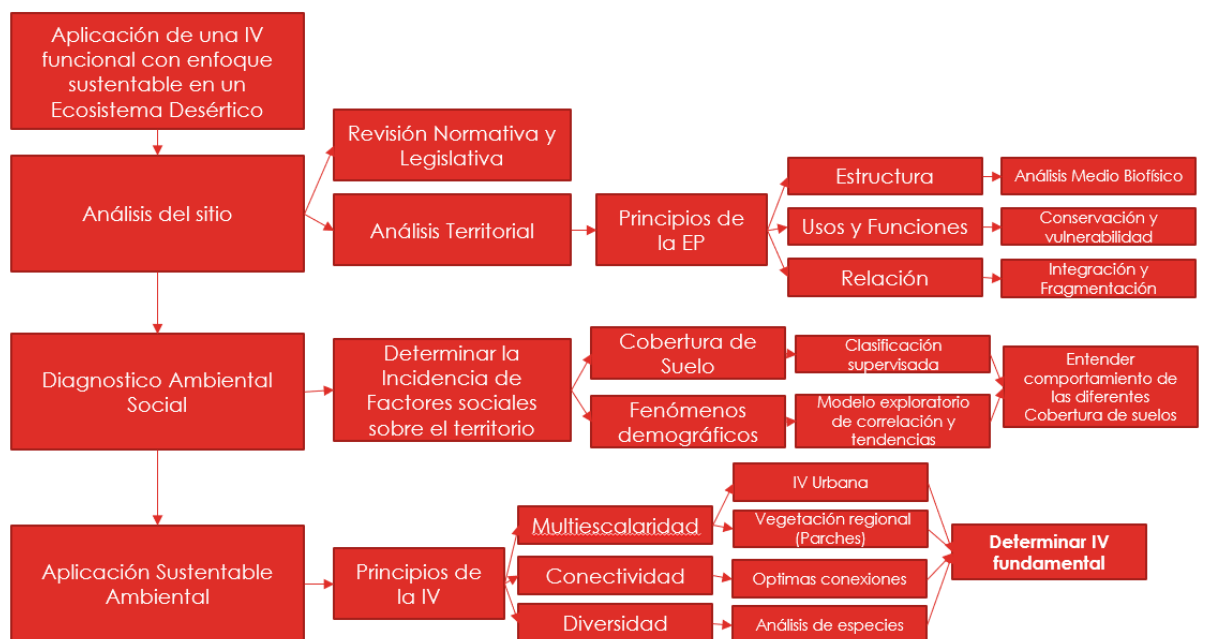 Aplicación de una IV
funcional con enfoque
sustentable en un
Ecosistema Desértico
Análisis del sitio
Revisión Normativa y
Legislativa
Análisis Territorial
Principios de
la EP
Estructura
Análisis Medio Biofísico
Usos y Funciones
Conservación y
vulnerabilidad
Relación
Integración y
Fragmentación
Diagnostico Ambiental
Social
Determinar la
Incidencia de
Factores sociales
sobre el territorio
Cobertura de
Suelo
Clasificación
supervisada
Fenómenos
demográficos
Modelo exploratorio
de correlación y
tendencias
Entender
comportamiento de
las diferentes
Cobertura de suelos
Aplicación Sustentable
Ambiental
Principios de
la IV
Multiescalaridad
IV Urbana
Vegetación regional
(Parches)
Conectividad
Optimas conexiones
Diversidad
Análisis de especies
Determinar IV
fundamental